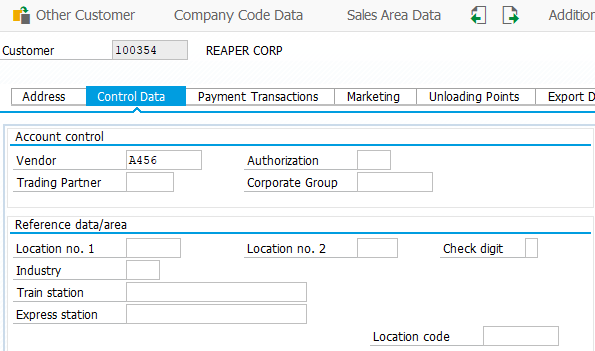 Other Customer Company Code Data Sales Area Data Addition
Customer 100354 REAPER CORP
Address Control Data Payment Transactions Marketing Unloading Points Export D
Account control
Vendor A456 Authorization
Trading Partner Corporate Group
Reference data/area
Location no. 1 Location no. 2 Check digit
Industry
Train station
Express station
Location code